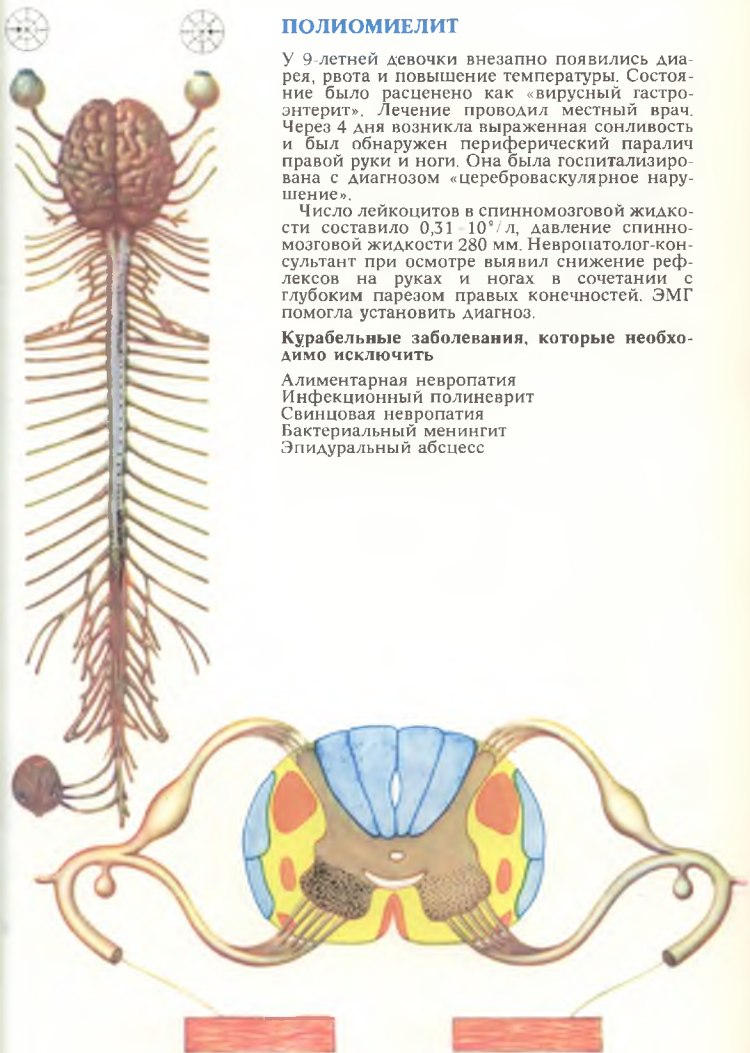 ПОЛИОМИЕЛИТ
У 9-летней девочки внезапно появились диа-
рея, рвота и повышение температуры. Состоя-
ние было расценено как «вирусный гастро-
энтерит». Лечение проводил местный врач.
Через 4 дня возникла выраженная сонливость
и был обнаружен периферический паралич
правой руки и ноги. Она была госпитализиро-
вана с диагнозом «цереброваскулярное нару-
шение».
Число лейкоцитов в спинномозговой жидко-
сти составило 0,31 10⁹/л, давление спинно-
мозговой жидкости 280 мм. Невропатолог-кон-
сультант при осмотре выявил снижение реф-
лексов на руках и ногах в сочетании с
глубоким парезом правых конечностей. ЭМГ
помогла установить диагноз.
Курабельные заболевания, которые необхо-
димо исключить
Алиментарная невропатия
Инфекционный полиневрит
Свинцовая невропатия
Бактериальный менингит
Эпидуральный абсцесс